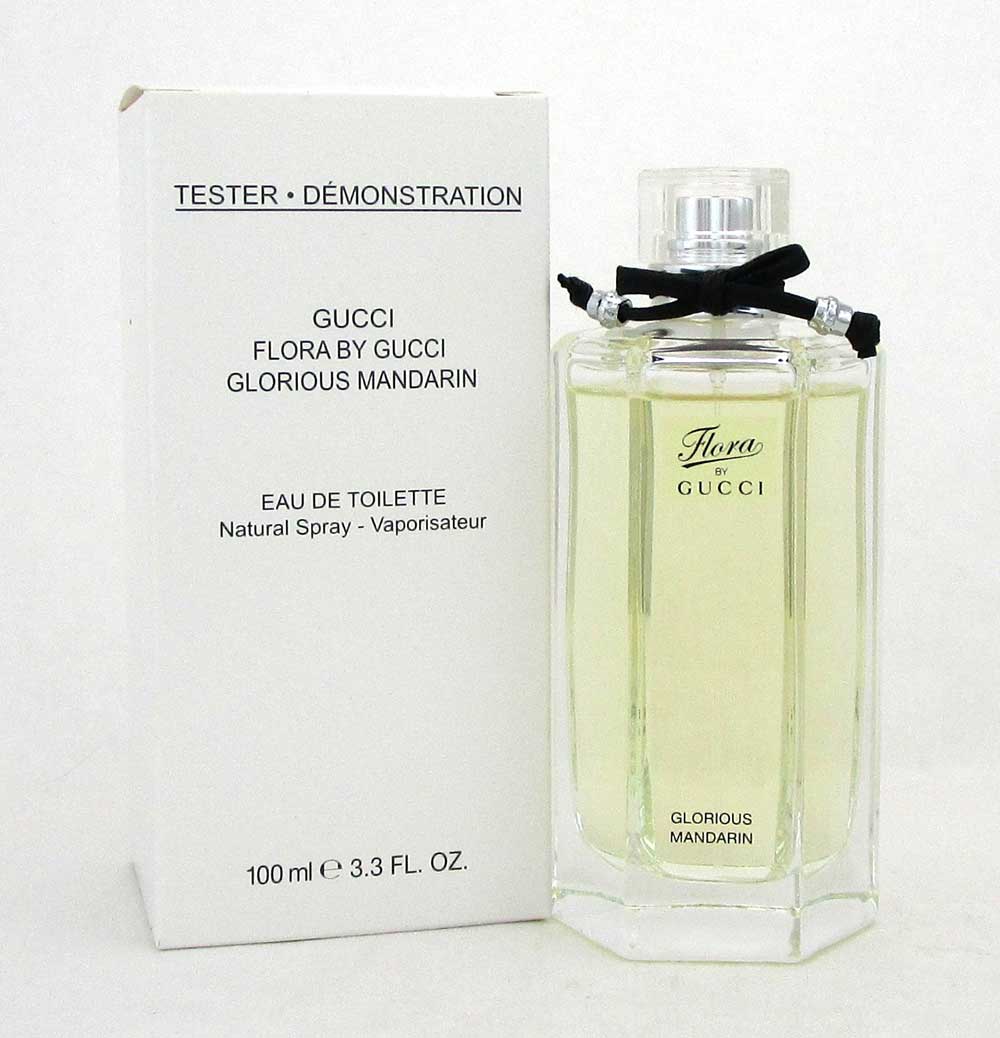 TESTER • DÉMONSTRATION
GUCCI
FLORA BY GUCCI
GLORIOUS MANDARIN
EAU DE TOILETTE
Natural Spray - Vaporisateur
100 ml ℮ 3.3 FL. OZ.
Flora
BY
GUCCI
GLORIOUS
MANDARIN